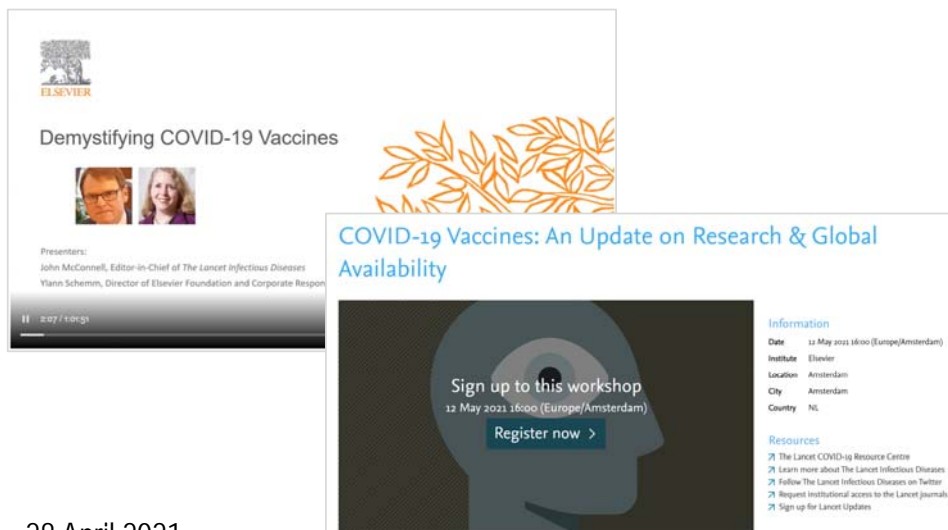 ELSEVIER
Demystifying COVID-19 Vaccines
Presenters:
John McConnell, Editor-in-Chief of The Lancet Infectious Diseases
Ylann Schemm, Director of Elsevier Foundation and Corporate Respon
2:07 / 1:01:51
COVID-19 Vaccines: An Update on Research & Global
Availability
Sign up to this workshop
12 May 2021 16:00 (Europe/Amsterdam)
Register now >
Information
Date 12 May 2021 16:00 (Europe/Amsterdam)
Institute Elsevier
Location Amsterdam
City Amsterdam
Country NL
Resources
The Lancet COVID-19 Resource Centre
Learn more about The Lancet Infectious Diseases
Follow The Lancet Infectious Diseases on Twitter
Request institutional access to the Lancet journals
Sign up for Lancet Updates
28 April 2021